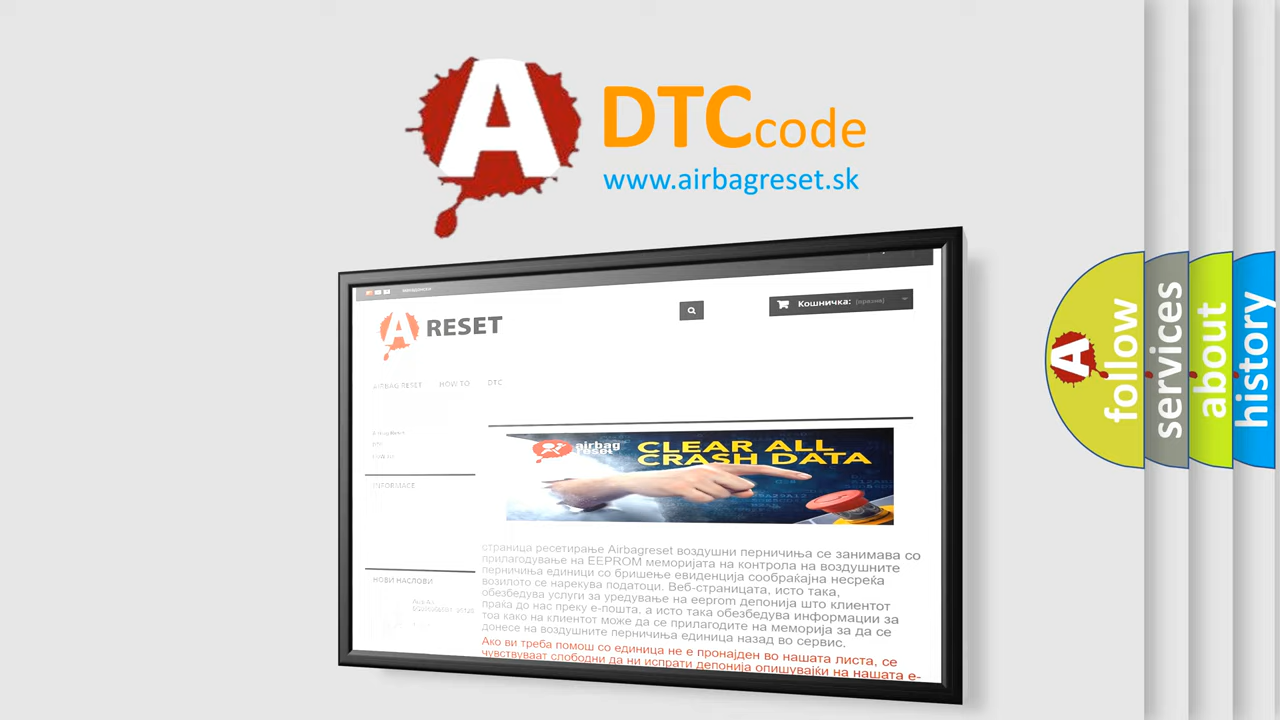 A DTCcode
www.airbagreset.sk
A RESET
Кошничка: (празна)
AIRBAG RESET HOW TO DTC
airbag reset
CLEAR ALL
CRASH DATA
INFORMACE
НОВИ НАСЛОВИ
страница ресетирање Airbagreset воздушни перничиња се занимава со
прилагодување на EEPROM меморијата на контрола на воздушните
перничиња единици со бришење евиденција сообраќајна несреќа
возилото се нарекува податоци. Веб-страницата, исто така,
обезбедува услуги за уредување на eeprom депонија што клиентот
праќа до нас преку е-пошта, а исто така обезбедува информации за
тоа како на клиентот може да се прилагодите на меморија за да се
донесе на воздушните перничиња единица назад во сервис.
Ако ви треба помош со единица не е пронајден во нашата листа, се
чувствуваат слободни да ни испрати депонија опишувајќи на нашата е-
A
follow
services
about
history